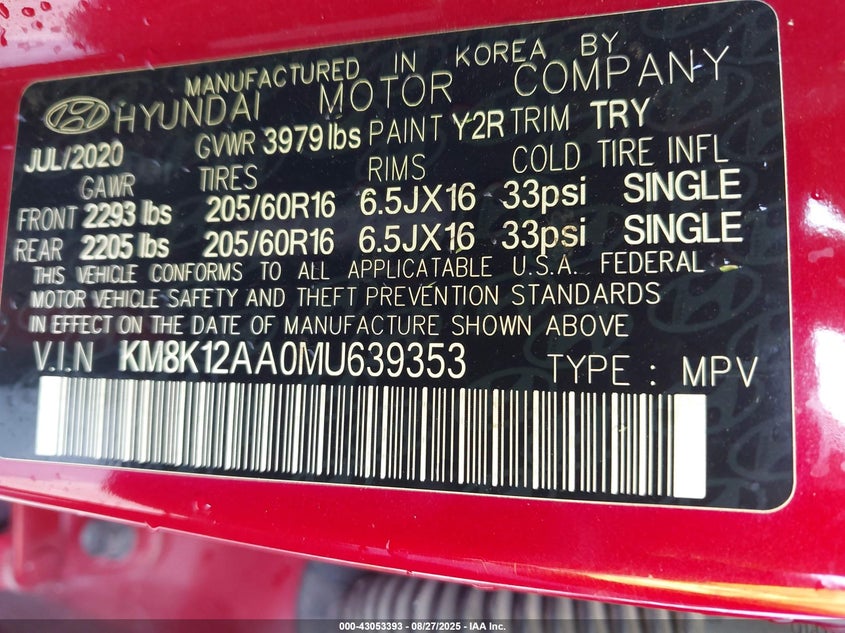 MANUFACTURED IN KOREA BY
HYUNDAI MOTOR COMPANY
JUL/2020 GVWR 3979 lbs PAINT Y2R TRIM TRY
GAWR TIRES RIMS COLD TIRE INFL
FRONT 2293 lbs 205/60R16 6.5JX16 33psi SINGLE
REAR 2205 lbs 205/60R16 6.5JX16 33psi SINGLE
THIS VEHICLE CONFORMS TO ALL APPLICATABLE U.S.A. FEDERAL
MOTOR VEHICLE SAFETY AND THEFT PREVENTION STANDARDS
IN EFFECT ON THE DATE OF MANUFACTURE SHOWN ABOVE
V.I.N KM8K12AA0MU639353 TYPE : MPV
000-43053393 - 08/27/2025 - IAA Inc.